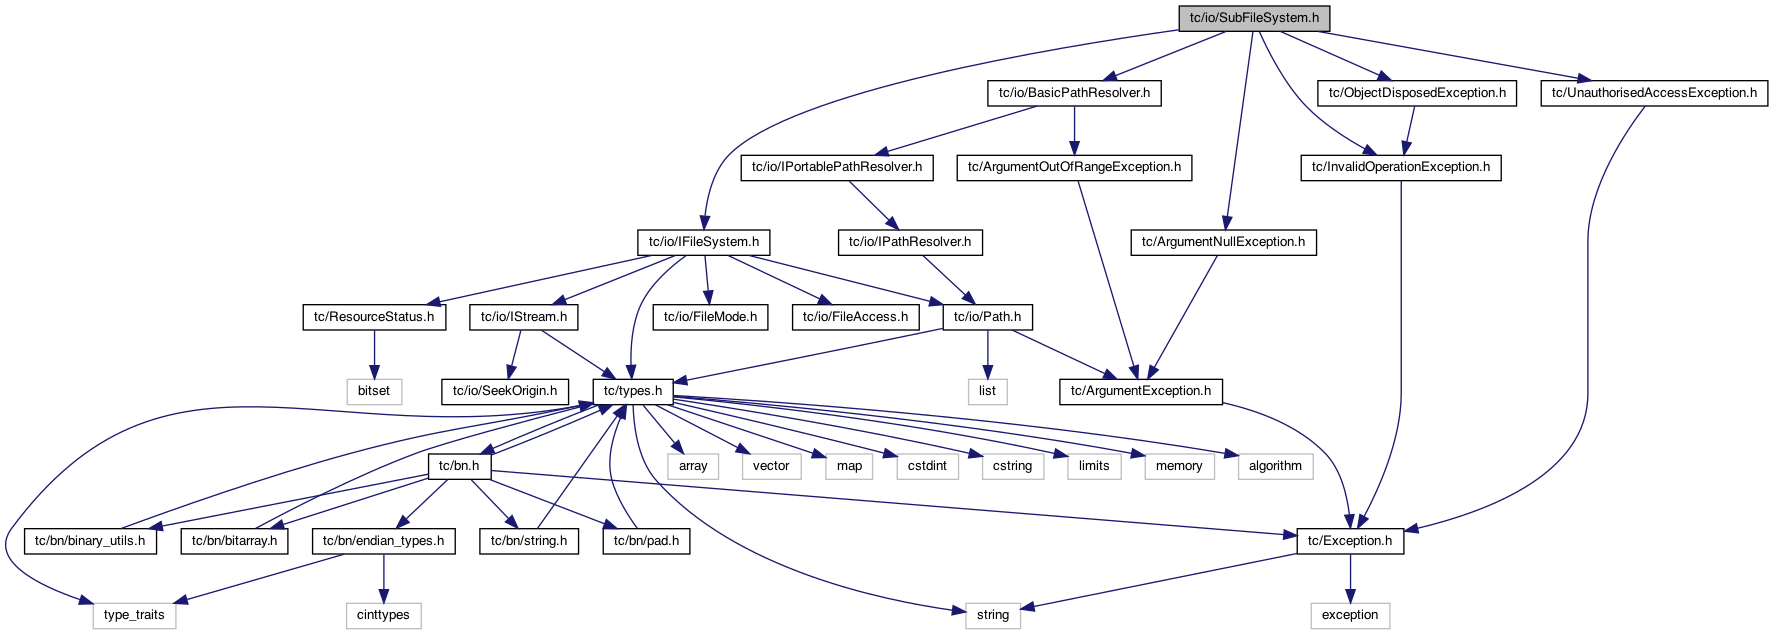 tc/io/SubFileSystem.h
tc/io/BasicPathResolver.h
tc/ObjectDisposedException.h
tc/UnauthorisedAccessException.h
tc/io/IPortablePathResolver.h
tc/ArgumentOutOfRangeException.h
tc/InvalidOperationException.h
tc/io/IFileSystem.h
tc/io/IPathResolver.h
tc/ArgumentNullException.h
tc/ResourceStatus.h
tc/io/IStream.h
tc/io/FileMode.h
tc/io/FileAccess.h
tc/io/Path.h
bitset
tc/io/SeekOrigin.h
tc/types.h
list
tc/ArgumentException.h
tc/bn.h
array
vector
map
cstdint
cstring
limits
memory
algorithm
tc/bn/binary_utils.h
tc/bn/bitarray.h
tc/bn/endian_types.h
tc/bn/string.h
tc/bn/pad.h
tc/Exception.h
type_traits
cinttypes
string
exception